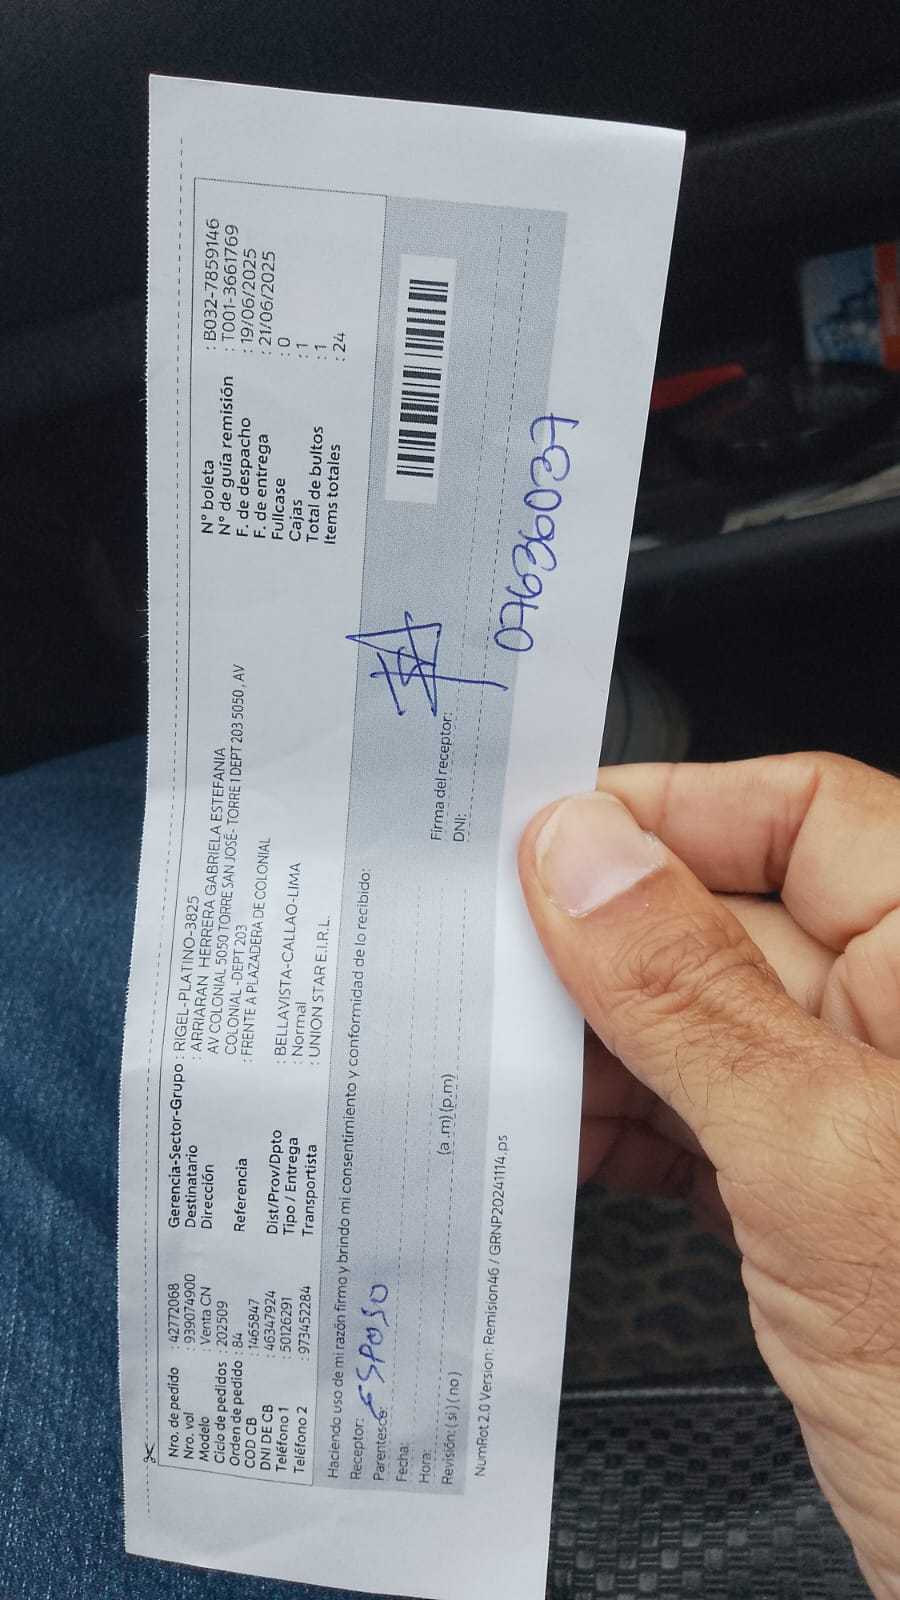 Nro. de pedido : 42772068
Nro. vol : 939074900
Modelo : Venta CN
Ciclo de pedidos : 202509
Orden de pedido : 84
COD CB : 1465847
DNI DE CB : 46347924
Teléfono 1 : 50126291
Teléfono 2 : 973452284
Gerencia-Sector-Grupo : RIGEL-PLATINO-3825
Destinatario : ARRIARAN HERRERA GABRIELA ESTEFANIA
Dirección AV COLONIAL 5050 TORRE SAN JOSÉ- TORRE 1 DEPT 203 5050 , AV
COLONIAL -DEPT 203
Referencia : FRENTE A PLAZADERA DE COLONIAL
Dist/Prov/Dpto : BELLAVISTA-CALLAO-LIMA
Tipo / Entrega : Normal
Transportista : UNION STAR E.I.R.L.
N° boleta : B032-7859146
N° de guía remisión : T001-3661769
F. de despacho : 19/06/2025
F. de entrega : 21/06/2025
Fullcase : 0
Cajas : 1
Total de bultos : 1
Items totales : 24
Haciendo uso de mi razón firmo y brindo mi consentimiento y conformidad de lo recibido:
Receptor:
Parentesco: ESPOSO
Fecha:
Hora: (a .m) (p.m)
Revisión: ( si ) ( no )
Firma del receptor:
DNI: 07636037
NumRot 2.0 Version: Remision46 / GRNP20241114.ps